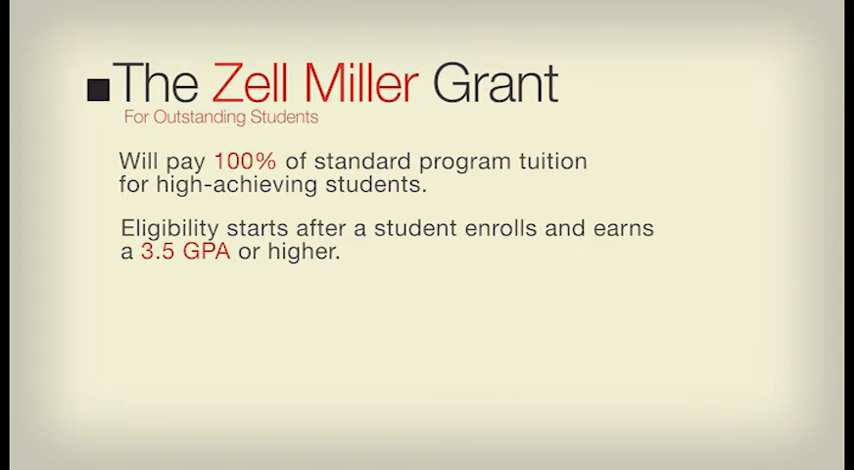 The Zell Miller Grant
For Outstanding Students
Will pay 100% of standard program tuition
for high-achieving students.
Eligibility starts after a student enrolls and earns
a 3.5 GPA or higher.